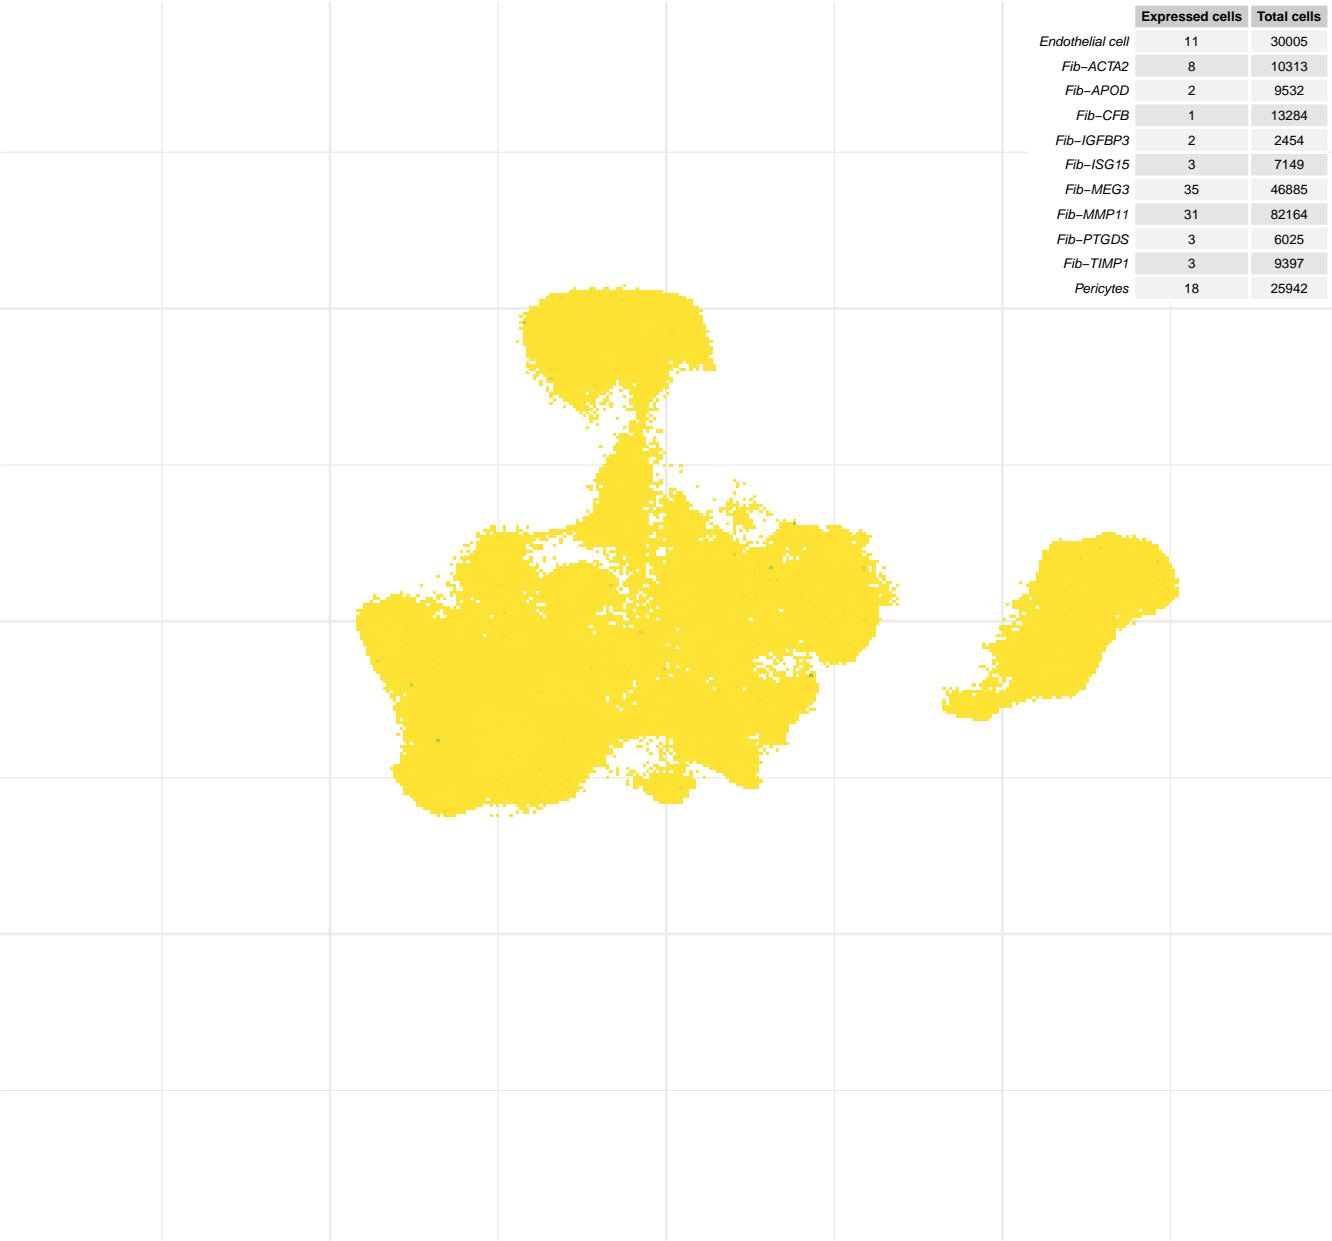 Expressed cells Total cells
Endothelial cell 11 30005
Fib−ACTA2 8 10313
Fib−APOD 2 9532
Fib−CFB 1 13284
Fib−IGFBP3 2 2454
Fib−ISG15 3 7149
Fib−MEG3 35 46885
Fib−MMP11 31 82164
Fib−PTGDS 3 6025
Fib−TIMP1 3 9397
Pericytes 18 25942